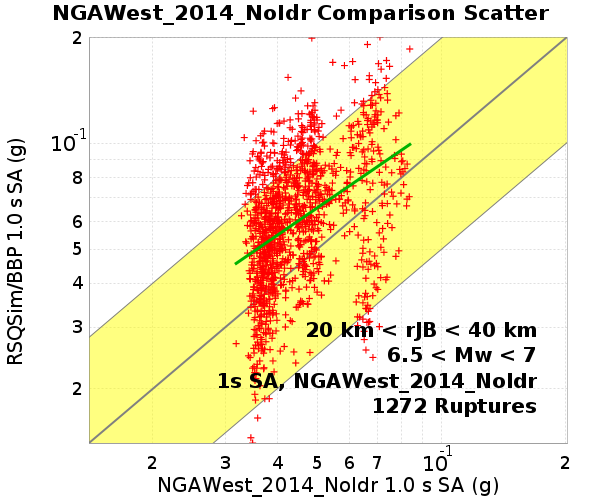 NGAWest_2014_NoIdr Comparison Scatter
2
10-1
8
6
5
4
3
2
RSQSim/BBP 1.0 s SA (g)
20 km < rJB < 40 km
6.5 < Mw < 7
1s SA, NGAWest_2014_NoIdr
1272 Ruptures
2 3 4 5 6 7 10-1 2
NGAWest_2014_NoIdr 1.0 s SA (g)